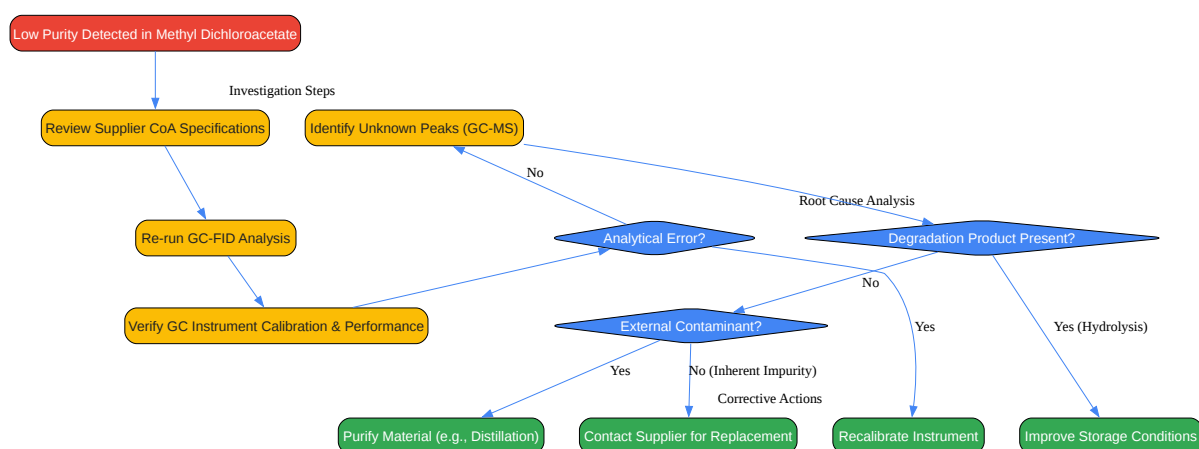 Low Purity Detected in Methyl Dichloroacetate
Investigation Steps
Review Supplier CoA Specifications
Identify Unknown Peaks (GC-MS)
No
Root Cause Analysis
Re-run GC-FID Analysis
Analytical Error?
Degradation Product Present?
No
Verify GC Instrument Calibration & Performance
External Contaminant?
Yes
Yes (Hydrolysis)
Yes
No (Inherent Impurity)
Corrective Actions
Purify Material (e.g., Distillation)
Contact Supplier for Replacement
Recalibrate Instrument
Improve Storage Conditions